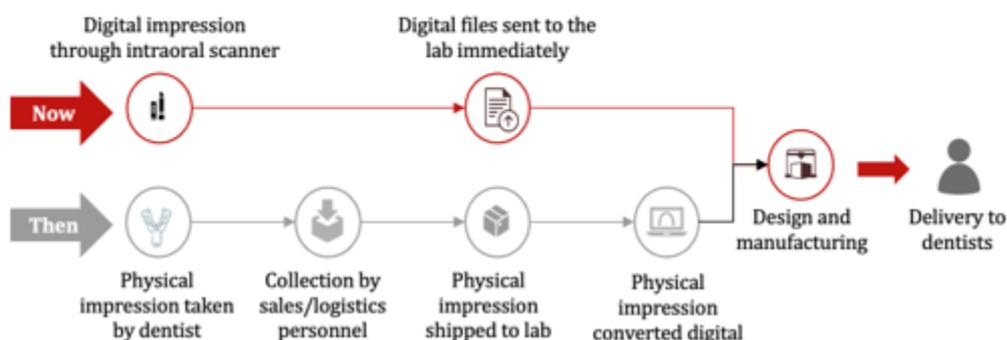 Digital impression
through intraoral scanner
Digital files sent to the
lab immediately
Now
Then
Design and
manufacturing
Delivery to
dentists
Physical
impression taken
by dentist
Collection by
sales/logistics
personnel
Physical
impression
shipped to lab
Physical
impression
converted digital